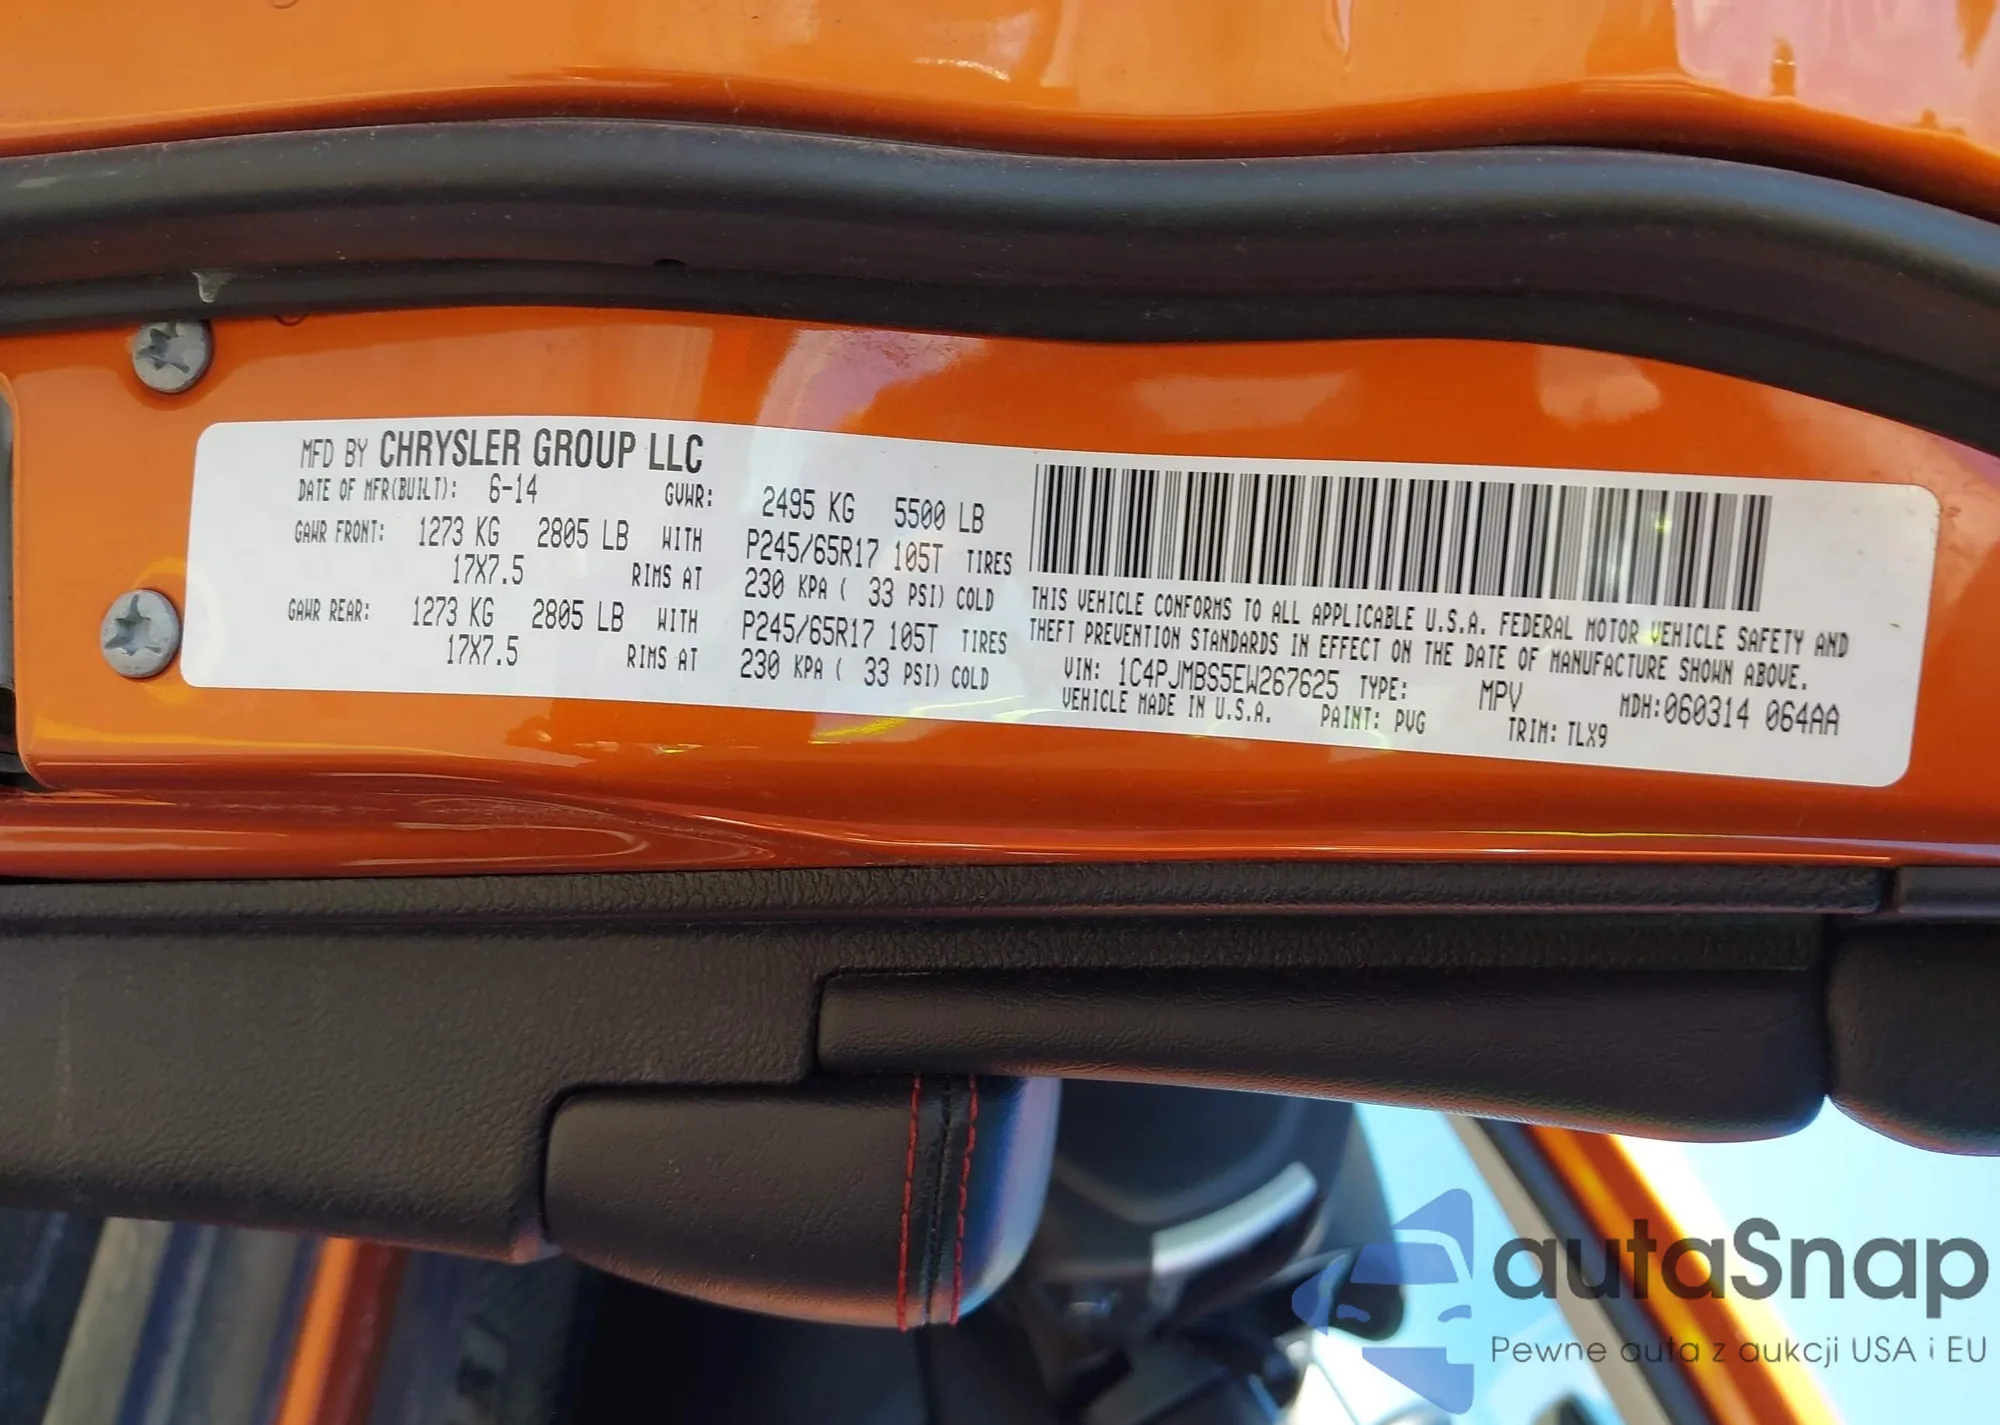 MFD BY CHRYSLER GROUP LLC
DATE OF MFR(BUILT): 6-14 GVWR: 2495 KG 5500 LB
GAWR FRONT: 1273 KG 2805 LB WITH P245/65R17 105T TIRES
17X7.5 RIMS AT 230 KPA ( 33 PSI) COLD
GAWR REAR: 1273 KG 2805 LB WITH P245/65R17 105T TIRES
17X7.5 RIMS AT 230 KPA ( 33 PSI) COLD
THIS VEHICLE CONFORMS TO ALL APPLICABLE U.S.A. FEDERAL MOTOR VEHICLE SAFETY AND
THEFT PREVENTION STANDARDS IN EFFECT ON THE DATE OF MANUFACTURE SHOWN ABOVE.
VIN: 1C4PJMBS5EW267625 TYPE: MPV MDH:060314 064AA
VEHICLE MADE IN U.S.A. PAINT: PVG TRIM: TLX9
autaSnap
Pewne auta z aukcji USA i EU